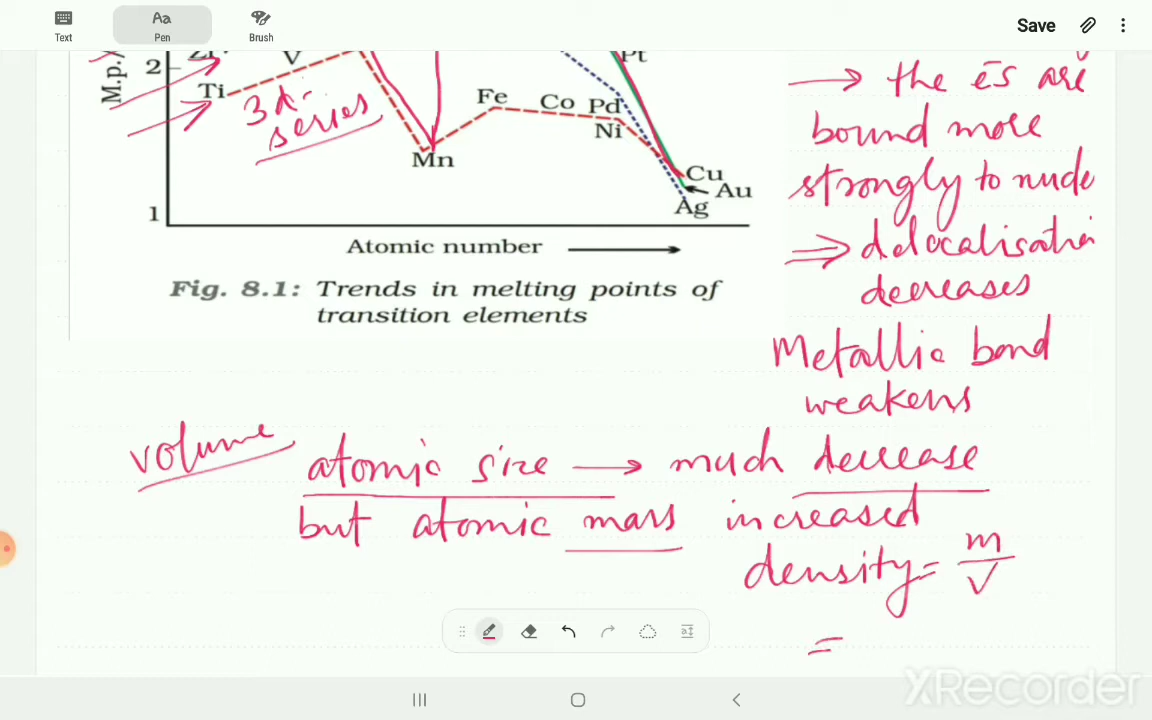 Text
Aa
Pen
Brush
Save
M.p./
2
Zr
V
Pt
Ti
Fe
Co
Pd
3d
Ni
series
Mn
Cu
Au
Ag
1
Atomic number
Fig. 8.1: Trends in melting points of
transition elements
→ the e̅s are
bound more
strongly to
⇒ delocalisation
decreases
Metallic bond
weakens
volume
atomic size → much decrease
but atomic mass increased
density = m
V
=
XRecorder